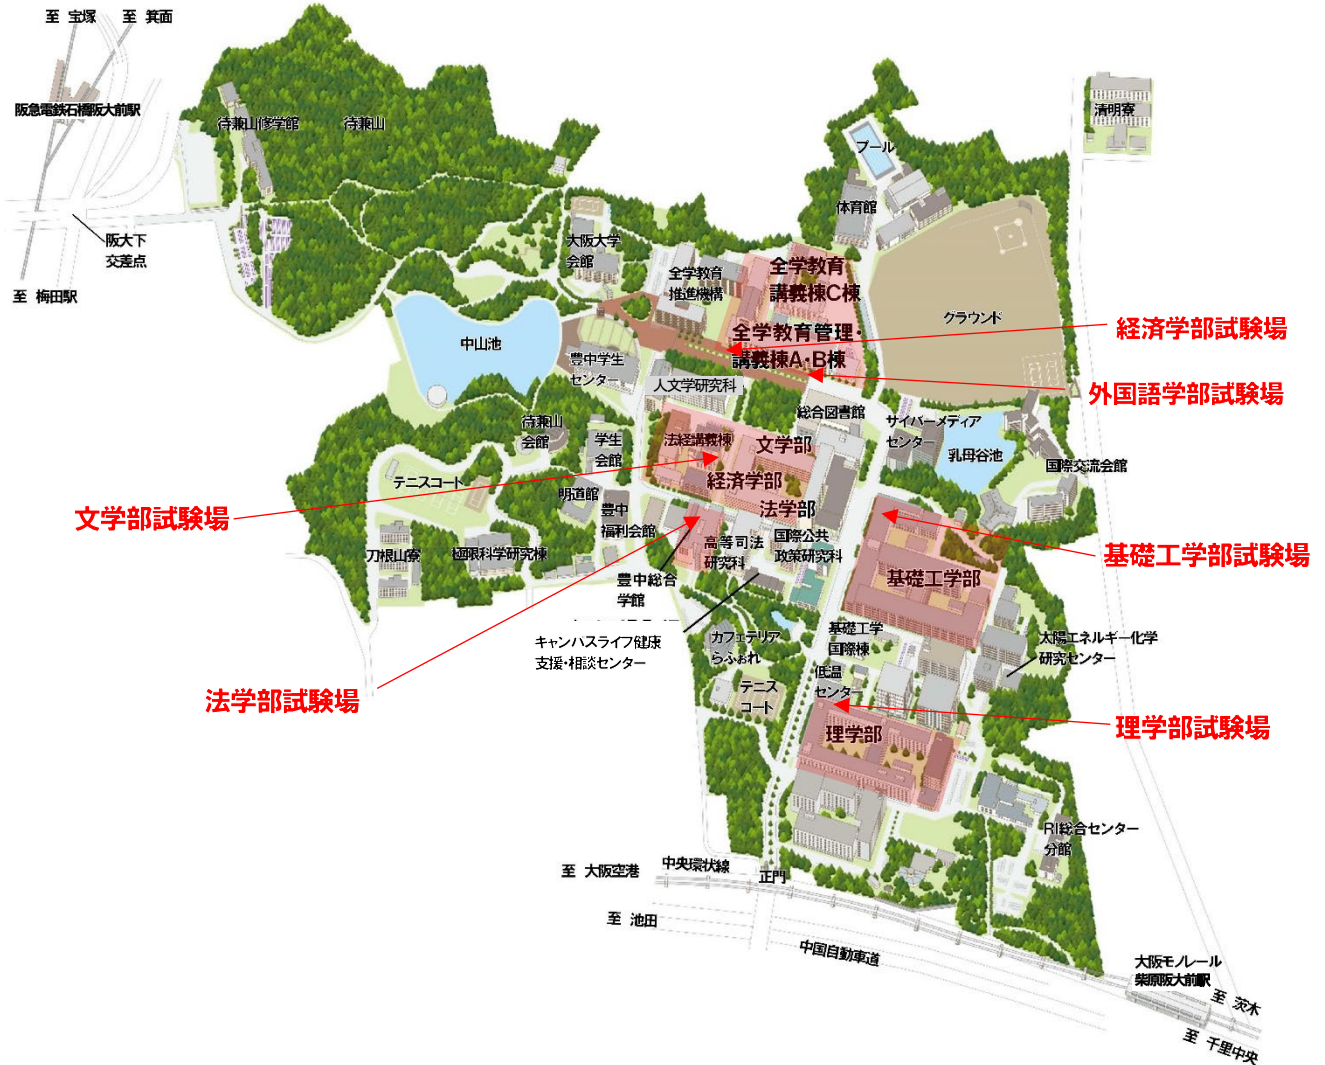 至 宝塚
至 箕面
阪急電鉄石橋阪大前駅
待兼山修学館
待兼山
清明寮
プール
体育館
阪大下
交差点
至 梅田駅
大阪大学
会館
全学教育
推進機構
全学教育
講義棟C棟
グラウンド
経済学部試験場
全学教育管理・
講義棟A・B棟
中山池
豊中学生
センター
人文学研究科
外国語学部試験場
総合図書館
サイバーメディア
センター
待兼山
会館
学生
会館
法経講義棟
文学部
乳母谷池
国際交流会館
テニスコート
経済学部
明道館
法学部
文学部試験場
豊中
福利会館
高等司法
研究科
国際公共
政策研究科
基礎工学部試験場
刀根山寮
極限科学研究棟
基礎工学部
豊中総合
学館
キャンパスライフ健康
支援・相談センター
カフェテリア
らふぉれ
基礎工学
国際棟
太陽エネルギー化学
研究センター
低温
センター
テニス
コート
法学部試験場
理学部
理学部試験場
RI総合センター
分館
至 大阪空港
中央環状線
正門
至 池田
中国自動車道
大阪モノレール
柴原阪大前駅
至 茨木
至 千里中央